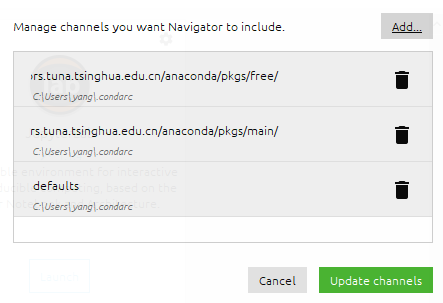 Manage channels you want Navigator to include.
Add...
rs.tuna.tsinghua.edu.cn/anaconda/pkgs/free/
C:\Users\yang\.condarc
rs.tuna.tsinghua.edu.cn/anaconda/pkgs/main/
C:\Users\yang\.condarc
defaults
C:\Users\yang\.condarc
Cancel
Update channels